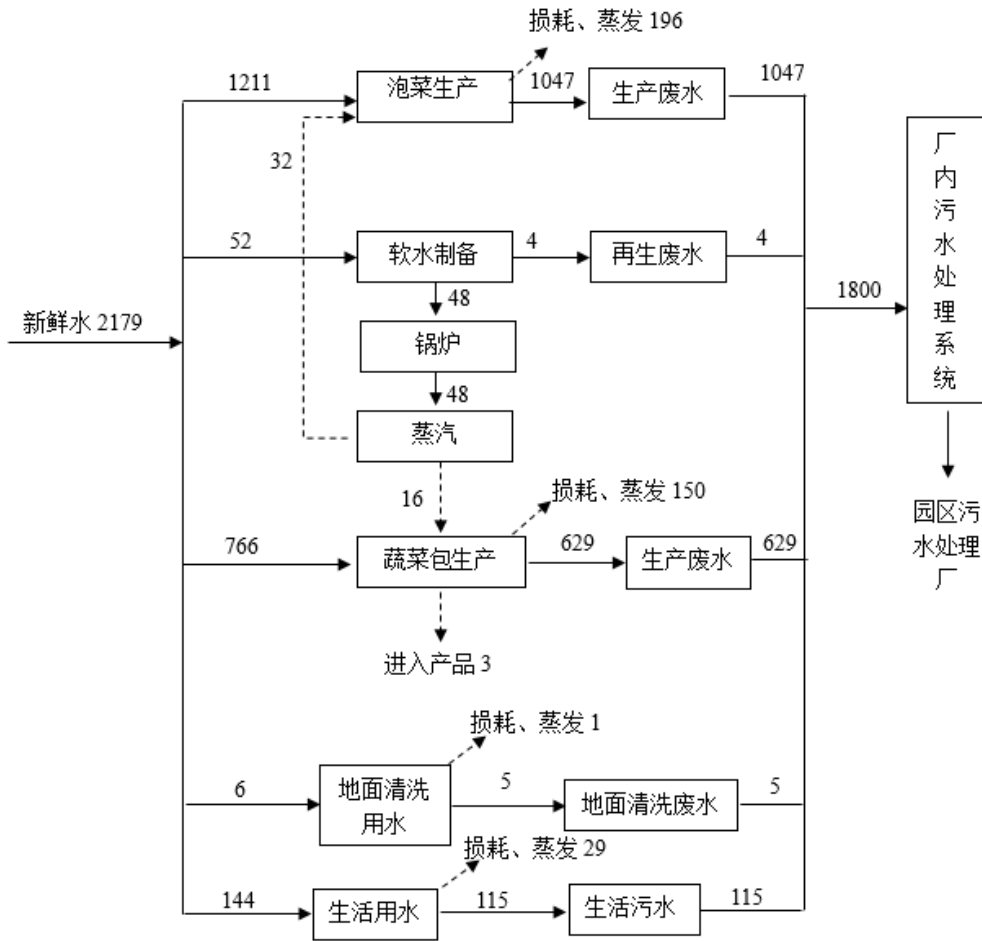 损耗、蒸发 196
1211
泡菜生产
1047
生产废水
1047
32
厂
内
污
水
处
理
系
统
52
软水制备
4
再生废水
4
48
1800
新鲜水 2179
锅炉
48
蒸汽
16
损耗、蒸发 150
766
蔬菜包生产
629
生产废水
629
园区污
水处理
厂
进入产品 3
损耗、蒸发 1
6
地面清洗
用水
5
地面清洗废水
5
损耗、蒸发 29
144
生活用水
115
生活污水
115